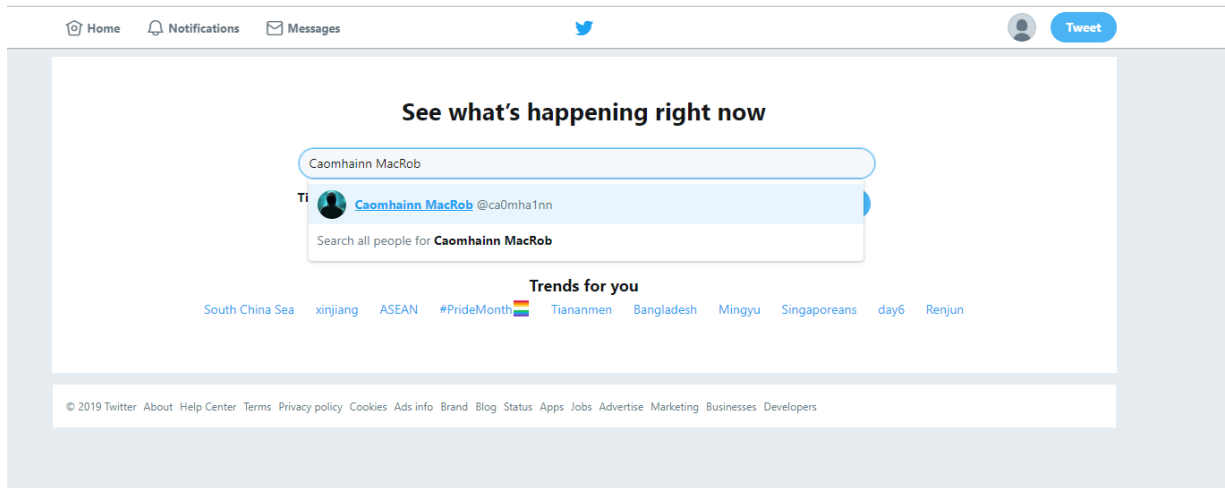 Home Notifications Messages Tweet
See what's happening right now
Caomhainn MacRob
Ti
Caomhainn MacRob @ca0mha1nn
Search all people for Caomhainn MacRob
Trends for you
South China Sea xinjiang ASEAN #PrideMonth Tiananmen Bangladesh Mingyu Singaporeans day6 Renjun
© 2019 Twitter About Help Center Terms Privacy policy Cookies Ads info Brand Blog Status Apps Jobs Advertise Marketing Businesses Developers